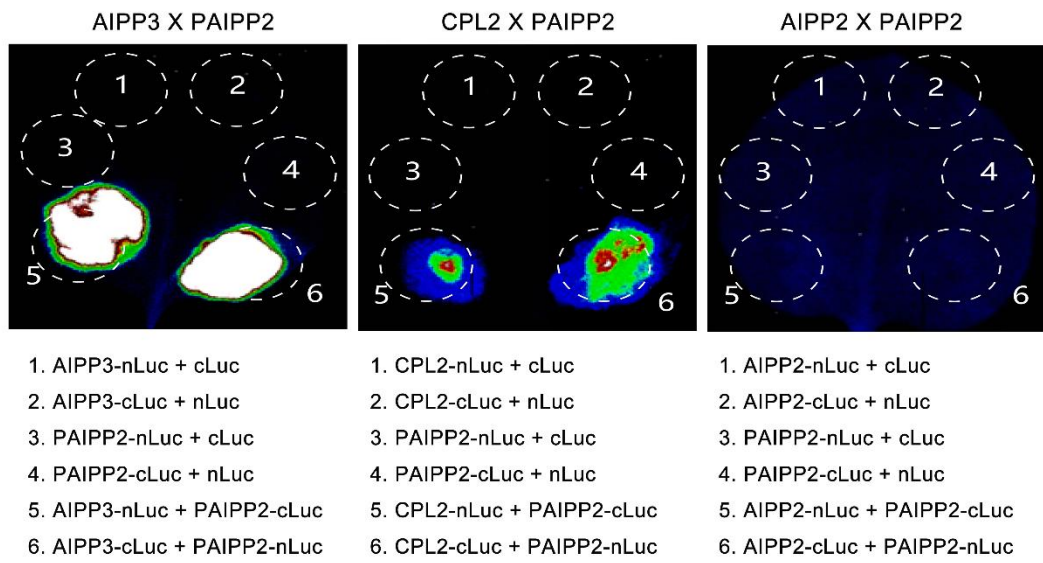 AIPP3 X PAIPP2
CPL2 X PAIPP2
AIPP2 X PAIPP2
1
2
3
4
5
6
1
2
3
4
5
6
1
2
3
4
5
6
1. AIPP3-nLuc + cLuc
2. AIPP3-cLuc + nLuc
3. PAIPP2-nLuc + cLuc
4. PAIPP2-cLuc + nLuc
5. AIPP3-nLuc + PAIPP2-cLuc
6. AIPP3-cLuc + PAIPP2-nLuc
1. CPL2-nLuc + cLuc
2. CPL2-cLuc + nLuc
3. PAIPP2-nLuc + cLuc
4. PAIPP2-cLuc + nLuc
5. CPL2-nLuc + PAIPP2-cLuc
6. CPL2-cLuc + PAIPP2-nLuc
1. AIPP2-nLuc + cLuc
2. AIPP2-cLuc + nLuc
3. PAIPP2-nLuc + cLuc
4. PAIPP2-cLuc + nLuc
5. AIPP2-nLuc + PAIPP2-cLuc
6. AIPP2-cLuc + PAIPP2-nLuc